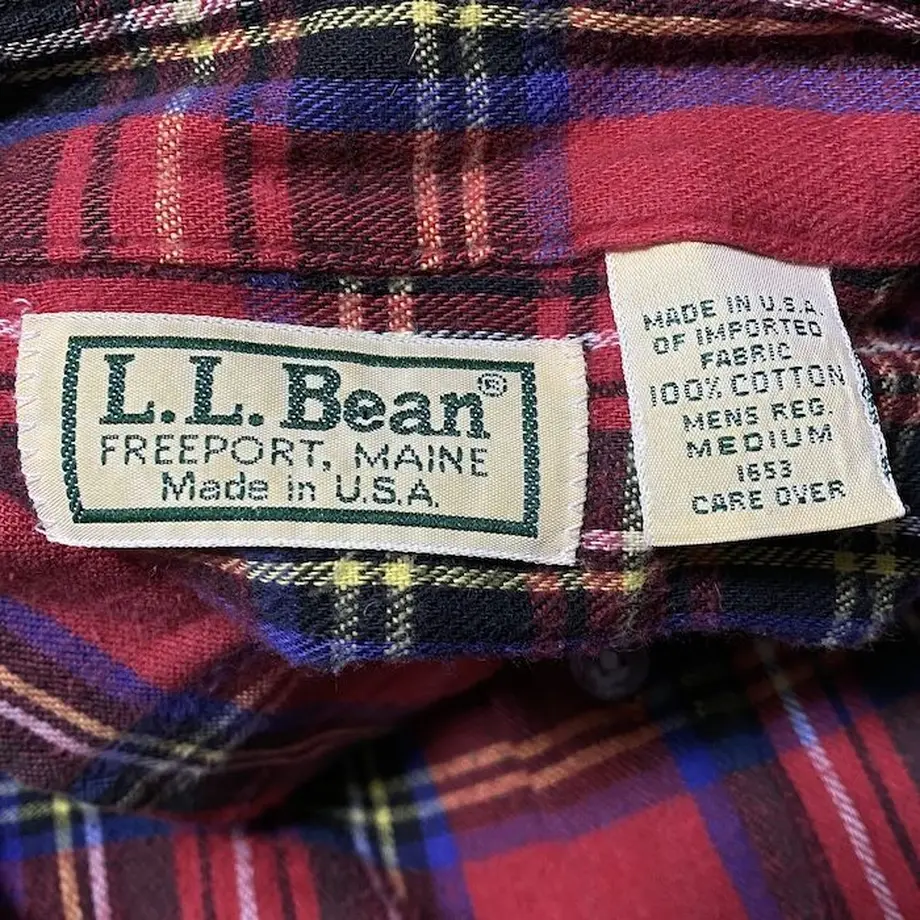 L.L.Bean®
FREEPORT, MAINE
Made in U.S.A.
MADE IN U.S.A.
OF IMPORTED
FABRIC
100% COTTON
MENS REG.
MEDIUM
1653
CARE OVER